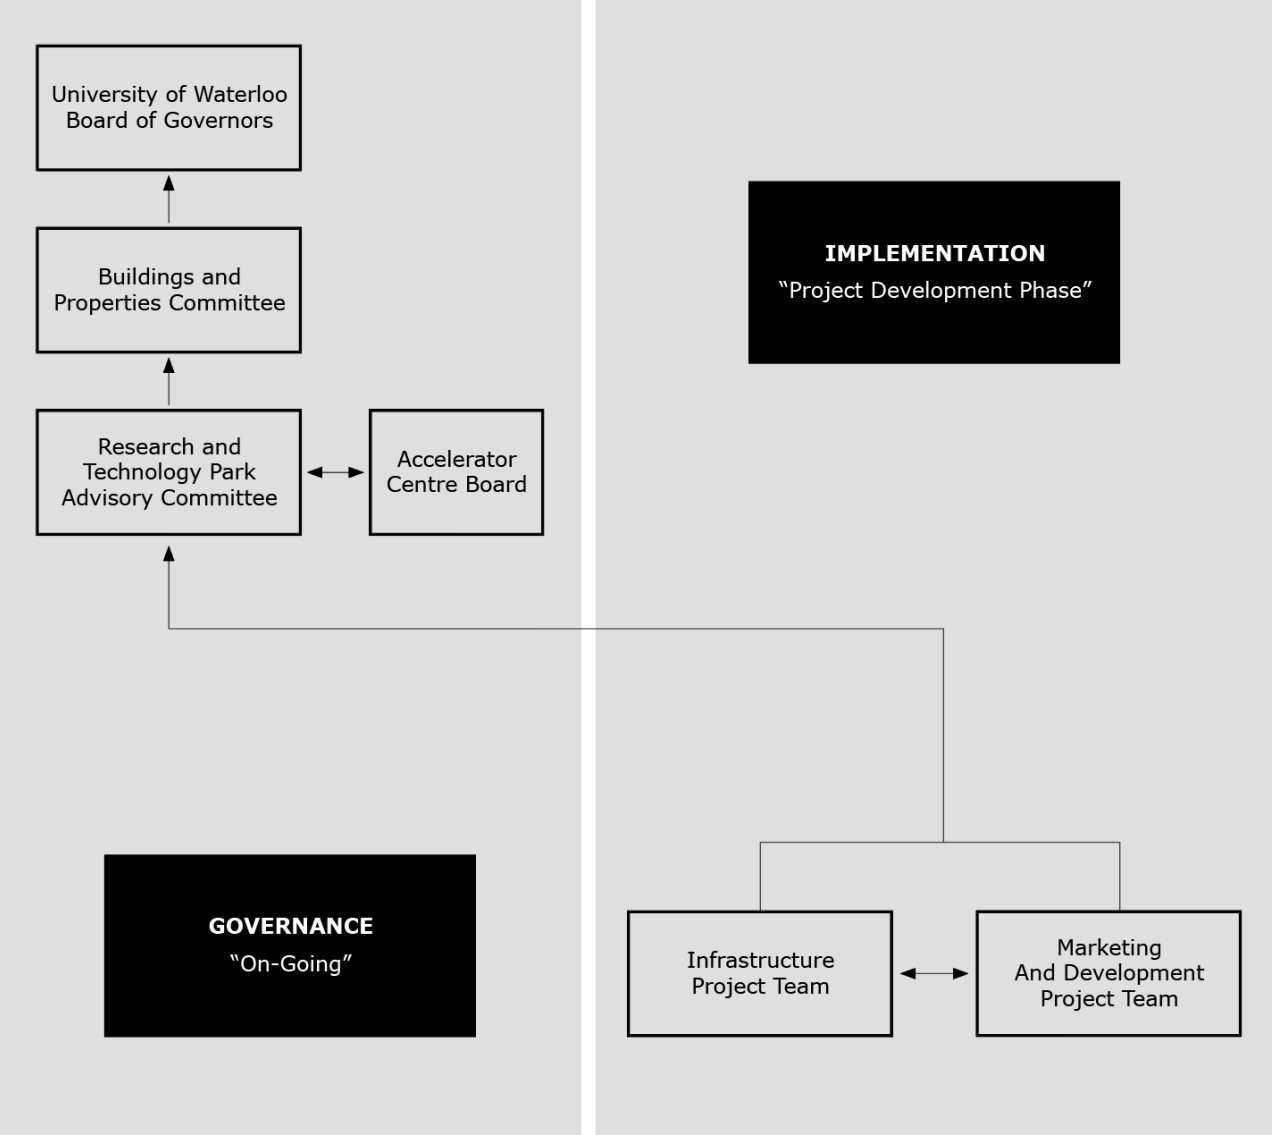 University of Waterloo
Board of Governors
Buildings and
Properties Committee
Research and
Technology Park
Advisory Committee
Accelerator
Centre Board
GOVERNANCE
“On-Going”
IMPLEMENTATION
“Project Development Phase”
Infrastructure
Project Team
Marketing
And Development
Project Team